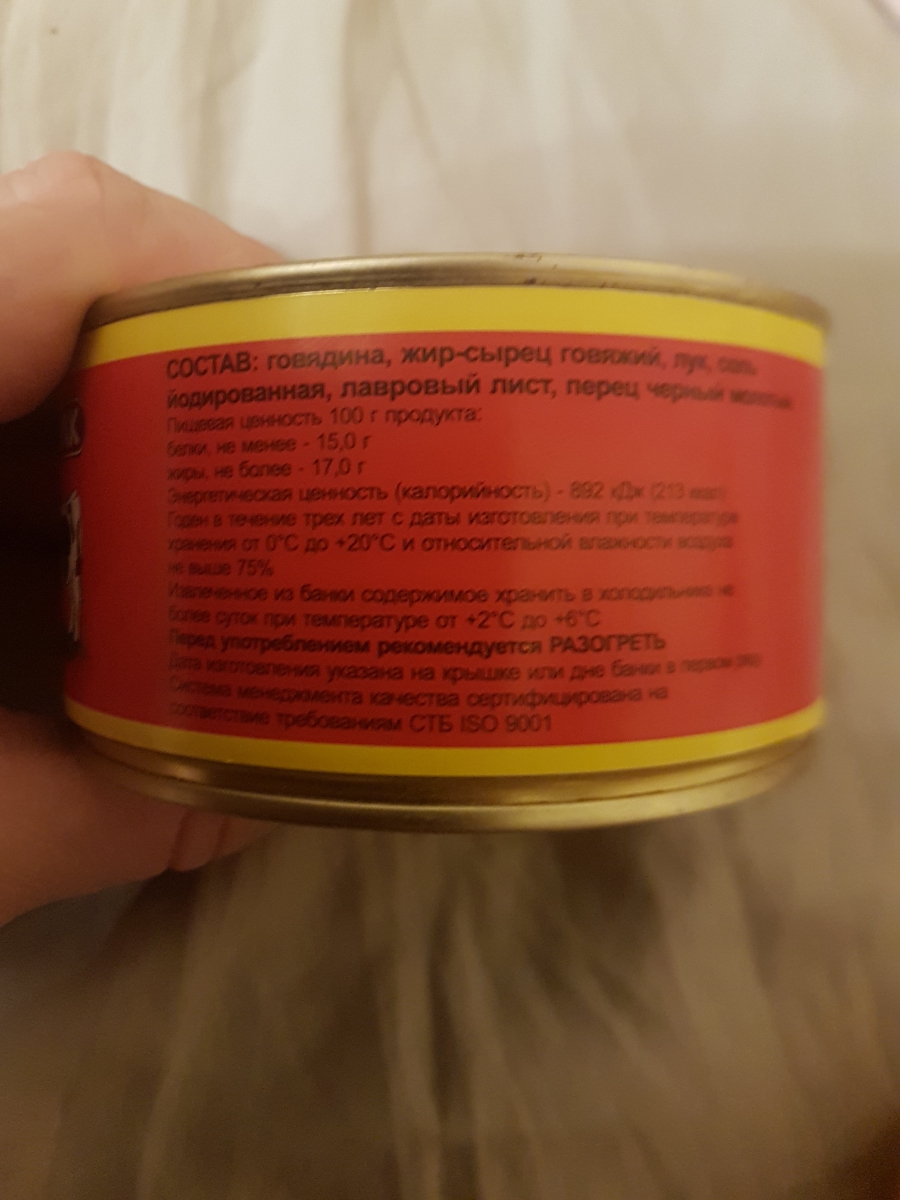 СОСТАВ: говядина, жир-сырец говяжий, лук, соль
йодированная, лавровый лист, перец черный молотый
Пищевая ценность 100 г продукта:
белки, не менее - 15,0 г
жиры, не более - 17,0 г
Энергетическая ценность (калорийность) - 892 кДж (213 ккал)
Годен в течение трех лет с даты изготовления при температуре
хранения от 0°С до +20°С и относительной влажности воздуха
не выше 75%
Извлеченное из банки содержимое хранить в холодильнике не
более суток при температуре от +2°С до +6°С
Перед употреблением рекомендуется РАЗОГРЕТЬ
Дата изготовления указана на крышке или дне банки в первом ряду
Система менеджмента качества сертифицирована на
соответствие требованиям СТБ ISO 9001